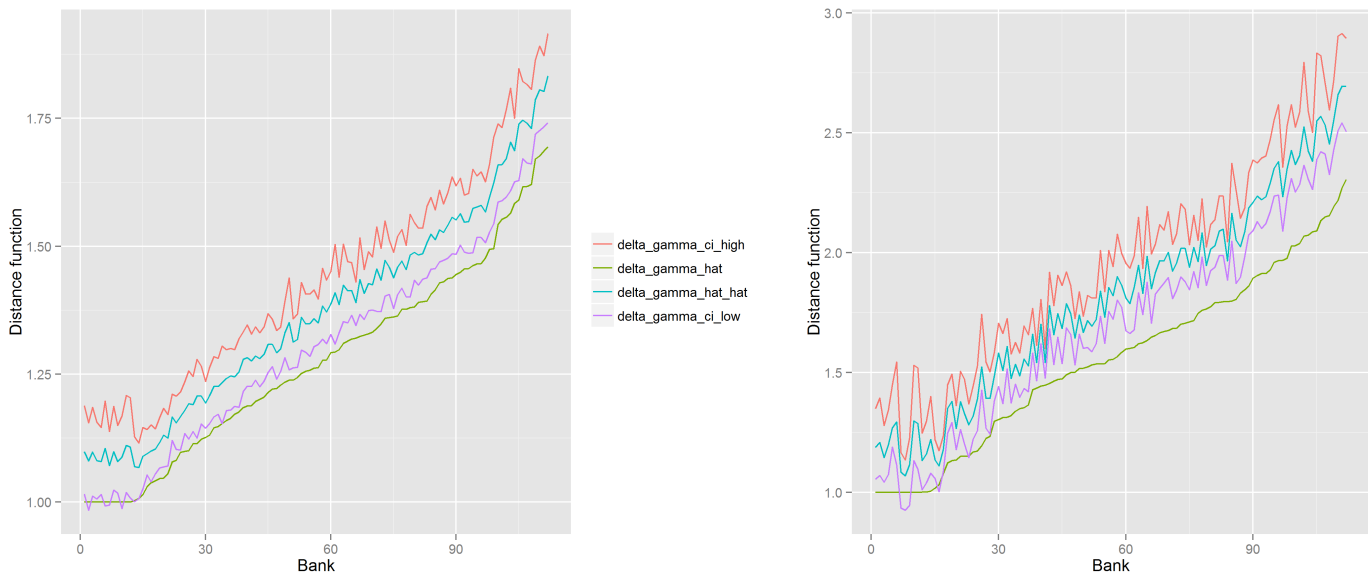 Distance function
1.75
1.50
1.25
1.00
0
30
60
90
Bank
delta_gamma_ci_high
delta_gamma_hat
delta_gamma_hat_hat
delta_gamma_ci_low
Distance function
3.0
2.5
2.0
1.5
1.0
0
30
60
90
Bank